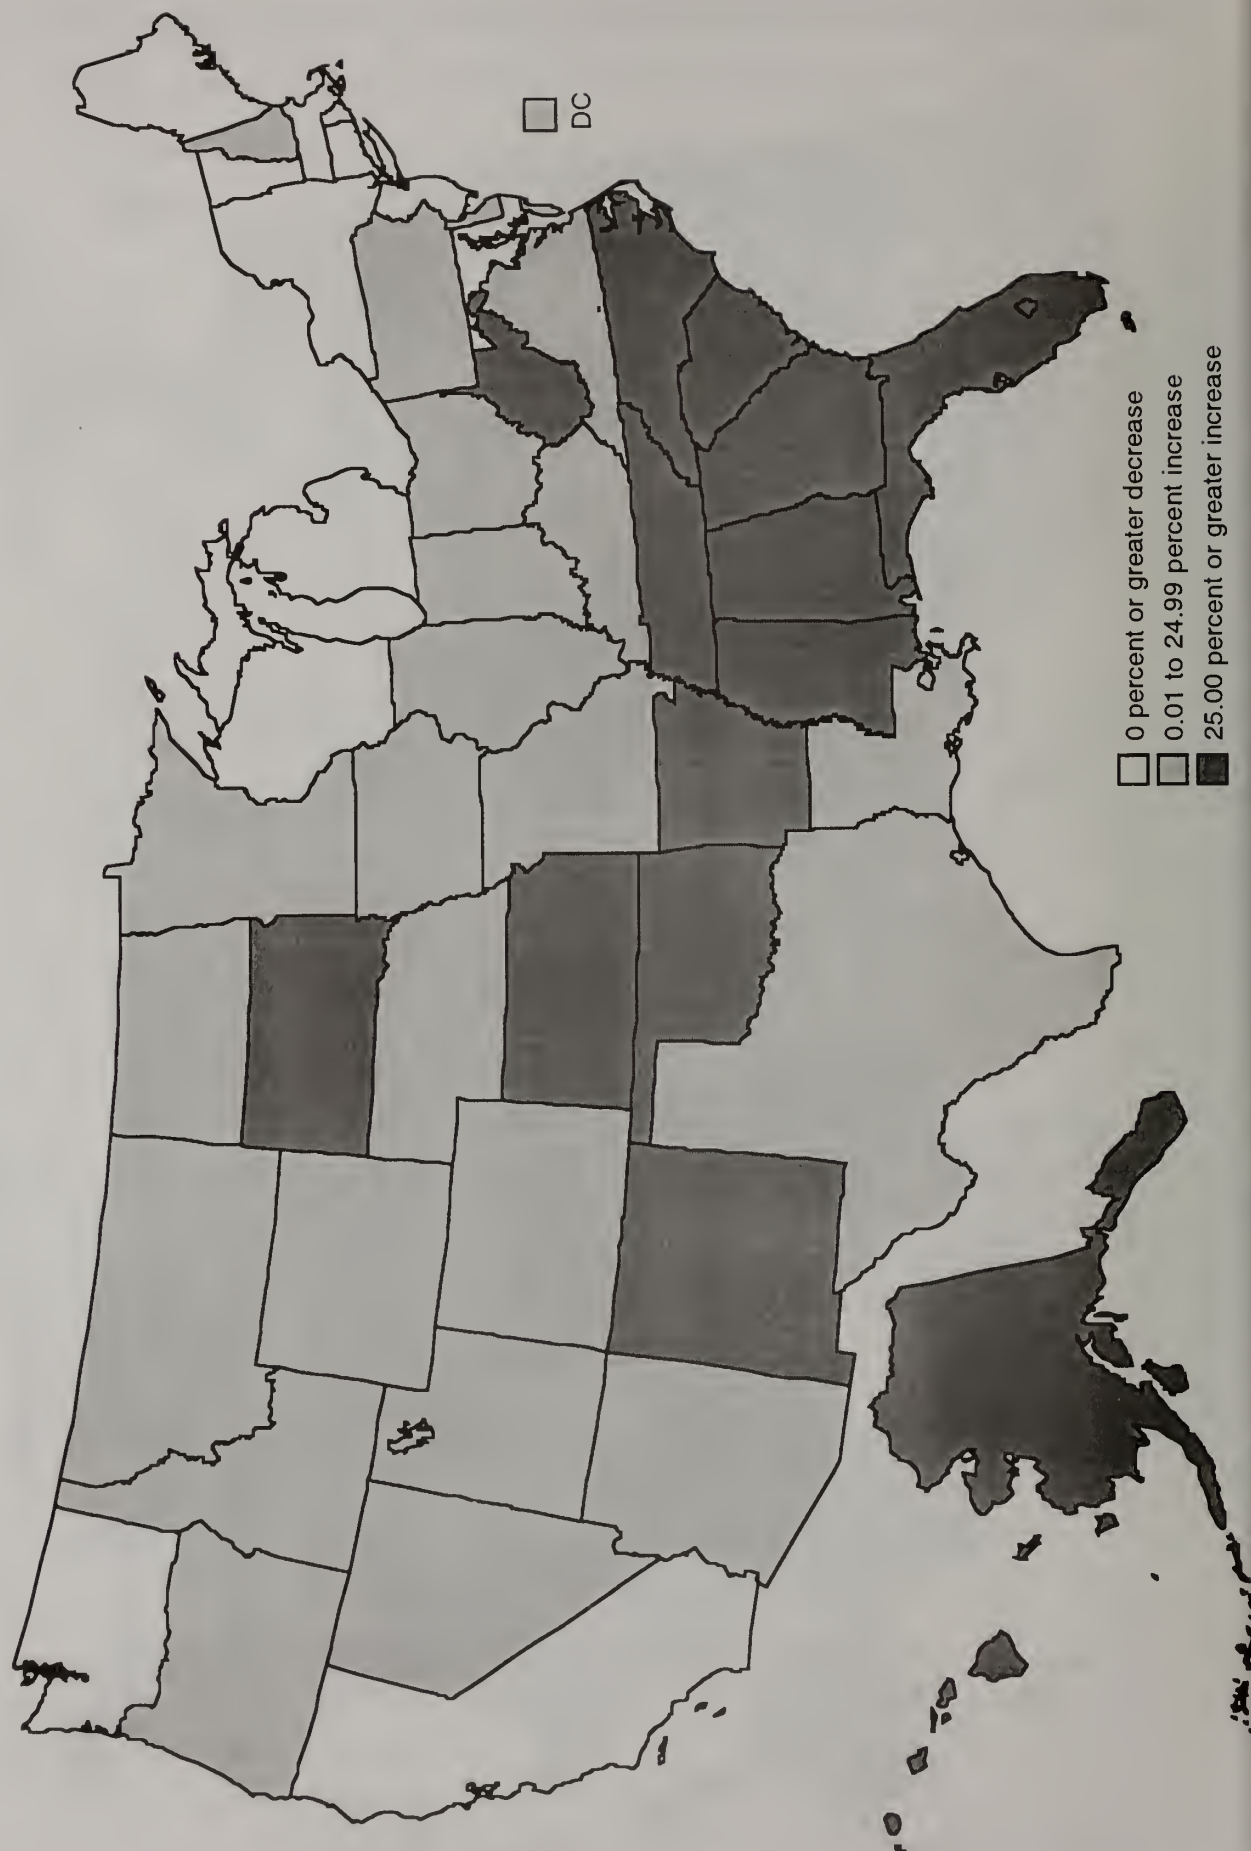 DC
0 percent or greater decrease
0.01 to 24.99 percent increase
25.00 percent or greater increase